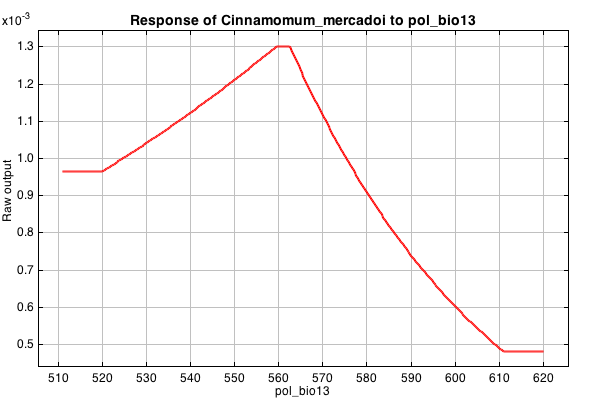 Response of Cinnamomum_mercadoi to pol_bio13
x10-3
1.3
1.2
1.1
1.0
0.9
0.8
0.7
0.6
0.5
Raw output
510 520 530 540 550 560 570 580 590 600 610 620
pol_bio13